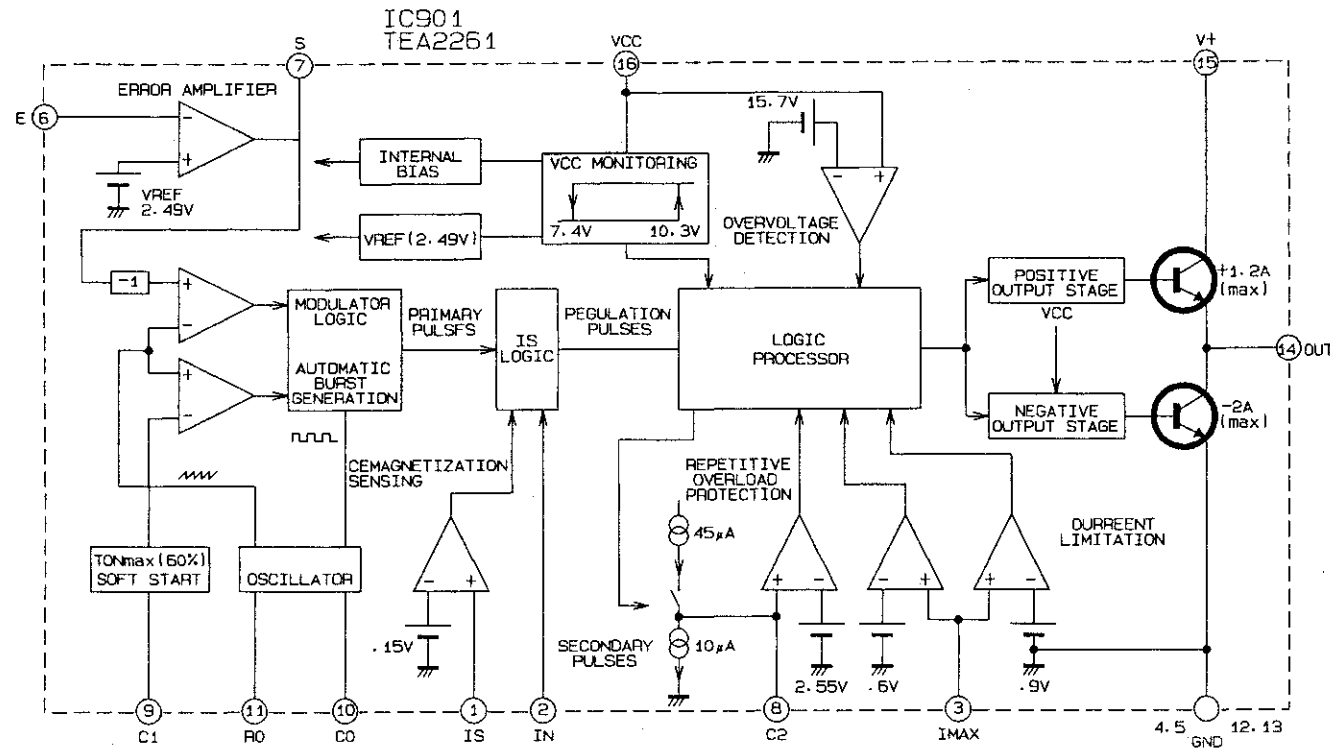 IC901
TEA2261
S
7
VCC
16
V+
15
ERROR AMPLIFIER
E
6
-
+
VREF
2.49V
INTERNAL
BIAS
VCC MONITORING
7.4V
10.3V
VREF(2.49V)
15.7V
- +
OVERVOLTAGE
DETECTION
-1
+
-
+
-
MODULATOR
LOGIC
AUTOMATIC
BURST
GENERATION
PRIMARY
PULSFS
IS
LOGIC
PEGULATION
PULSES
LOGIC
PROCESSOR
POSITIVE
OUTPUT STAGE
VCC
NEGATIVE
OUTPUT STAGE
+1.2A
(max)
14
OUT
-2A
(max)
CEMAGNETIZATION
SENSING
REPETITIVE
OVERLOAD
PROTECTION
DURREENT
LIMITATION
TONmax(60%)
SOFT START
OSCILLATOR
- +
.15V
45μA
SECONDARY
PULSES
10μA
+ -
2.55V
- +
.6V
+ -
.9V
9
C1
11
RO
10
CO
1
IS
2
IN
8
C2
3
IMAX
4.5
12.13
GND